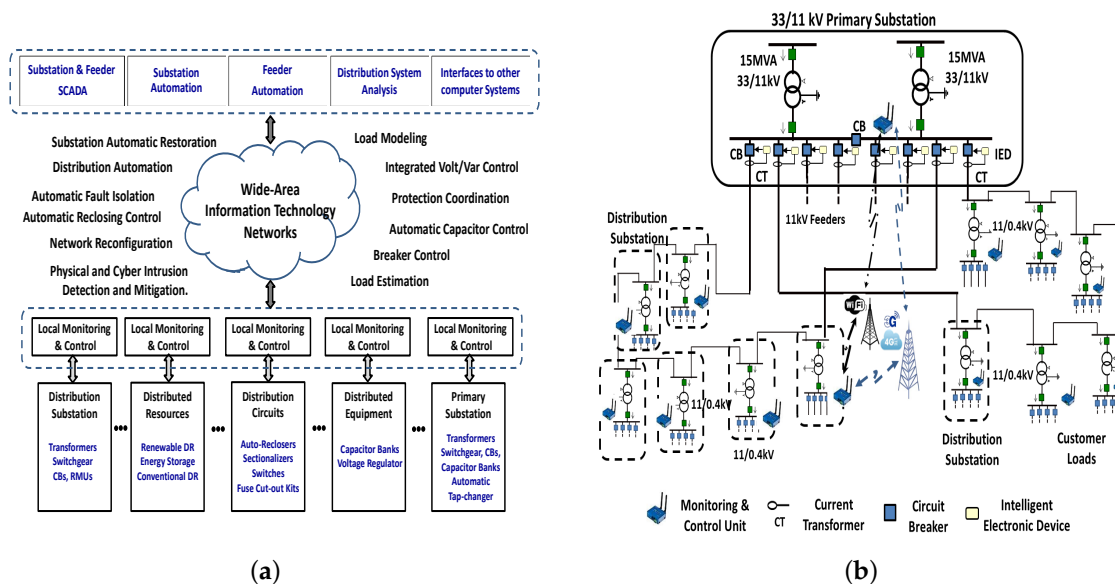 Substation & Feeder
SCADA
Substation
Automation
Feeder
Automation
Distribution System
Analysis
Interfaces to other
computer Systems
Substation Automatic Restoration
Distribution Automation
Automatic Fault Isolation
Automatic Reclosing Control
Network Reconfiguration
Physical and Cyber Intrusion
Detection and Mitigation.
Wide-Area
Information Technology
Networks
Load Modeling
Integrated Volt/Var Control
Protection Coordination
Automatic Capacitor Control
Breaker Control
Load Estimation
Local Monitoring
& Control
Local Monitoring
& Control
Local Monitoring
& Control
Local Monitoring
& Control
Local Monitoring
& Control
Distribution
Substation
Transformers
Switchgear
CBs, RMUs
Distributed
Resources
Renewable DR
Energy Storage
Conventional DR
Distribution
Circuits
Auto-Reclosers
Sectionalizers
Switches
Fuse Cut-out Kits
Distributed
Equipment
Capacitor Banks
Voltage Regulator
Primary
Substation
Transformers
Switchgear, CBs,
Capacitor Banks
Automatic
Tap-changer
(a)
33/11 kV Primary Substation
15MVA
33/11kV
15MVA
33/11kV
CB
CB
IED
CT
CT
11kV Feeders
Distribution
Substation
11/0.4kV
WiFi
4G
11/0.4kV
11/0.4kV
11/0.4kV
11/0.4kV
Distribution
Substation
Customer
Loads
Monitoring &
Control Unit
CT
Current
Transformer
Circuit
Breaker
Intelligent
Electronic Device
(b)